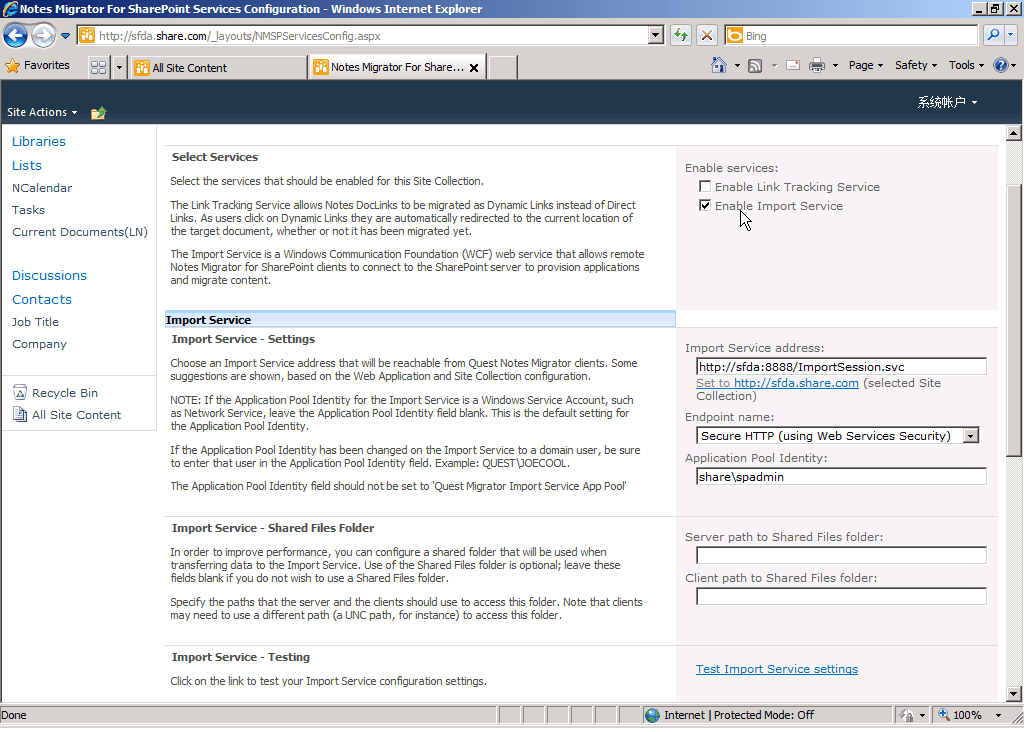 Notes Migrator For SharePoint Services Configuration - Windows Internet Explorer
http://sfda.share.com/_layouts/NMSPServicesConfig.aspx
Bing
Favorites
All Site Content
Notes Migrator For Share...
Page
Safety
Tools
Site Actions
系统帐户
Libraries
Lists
NCalendar
Tasks
Current Documents(LN)
Discussions
Contacts
Job Title
Company
Recycle Bin
All Site Content
Select Services
Select the services that should be enabled for this Site Collection.
The Link Tracking Service allows Notes DocLinks to be migrated as Dynamic Links instead of Direct
Links. As users click on Dynamic Links they are automatically redirected to the current location of
the target document, whether or not it has been migrated yet.
The Import Service is a Windows Communication Foundation (WCF) web service that allows remote
Notes Migrator for SharePoint clients to connect to the SharePoint server to provision applications
and migrate content.
Enable services:
Enable Link Tracking Service
Enable Import Service
Import Service
Import Service - Settings
Choose an Import Service address that will be reachable from Quest Notes Migrator clients. Some
suggestions are shown, based on the Web Application and Site Collection configuration.
NOTE: If the Application Pool Identity for the Import Service is a Windows Service Account, such
as Network Service, leave the Application Pool Identity field blank. This is the default setting for
the Application Pool Identity.
If the Application Pool Identity has been changed on the Import Service to a domain user, be sure
to enter that user in the Application Pool Identity field. Example: QUEST\JOECOOL.
The Application Pool Identity field should not be set to 'Quest Migrator Import Service App Pool'
Import Service address:
http://sfda:8888/ImportSession.svc
Set to http://sfda.share.com (selected Site
Collection)
Endpoint name:
Secure HTTP (using Web Services Security)
Application Pool Identity:
share\spadmin
Import Service - Shared Files Folder
In order to improve performance, you can configure a shared folder that will be used when
transferring data to the Import Service. Use of the Shared Files folder is optional; leave these
fields blank if you do not wish to use a Shared Files folder.
Specify the paths that the server and the clients should use to access this folder. Note that clients
may need to use a different path (a UNC path, for instance) to access this folder.
Server path to Shared Files folder:
Client path to Shared Files folder:
Import Service - Testing
Click on the link to test your Import Service configuration settings.
Test Import Service settings
Done
Internet | Protected Mode: Off
100%